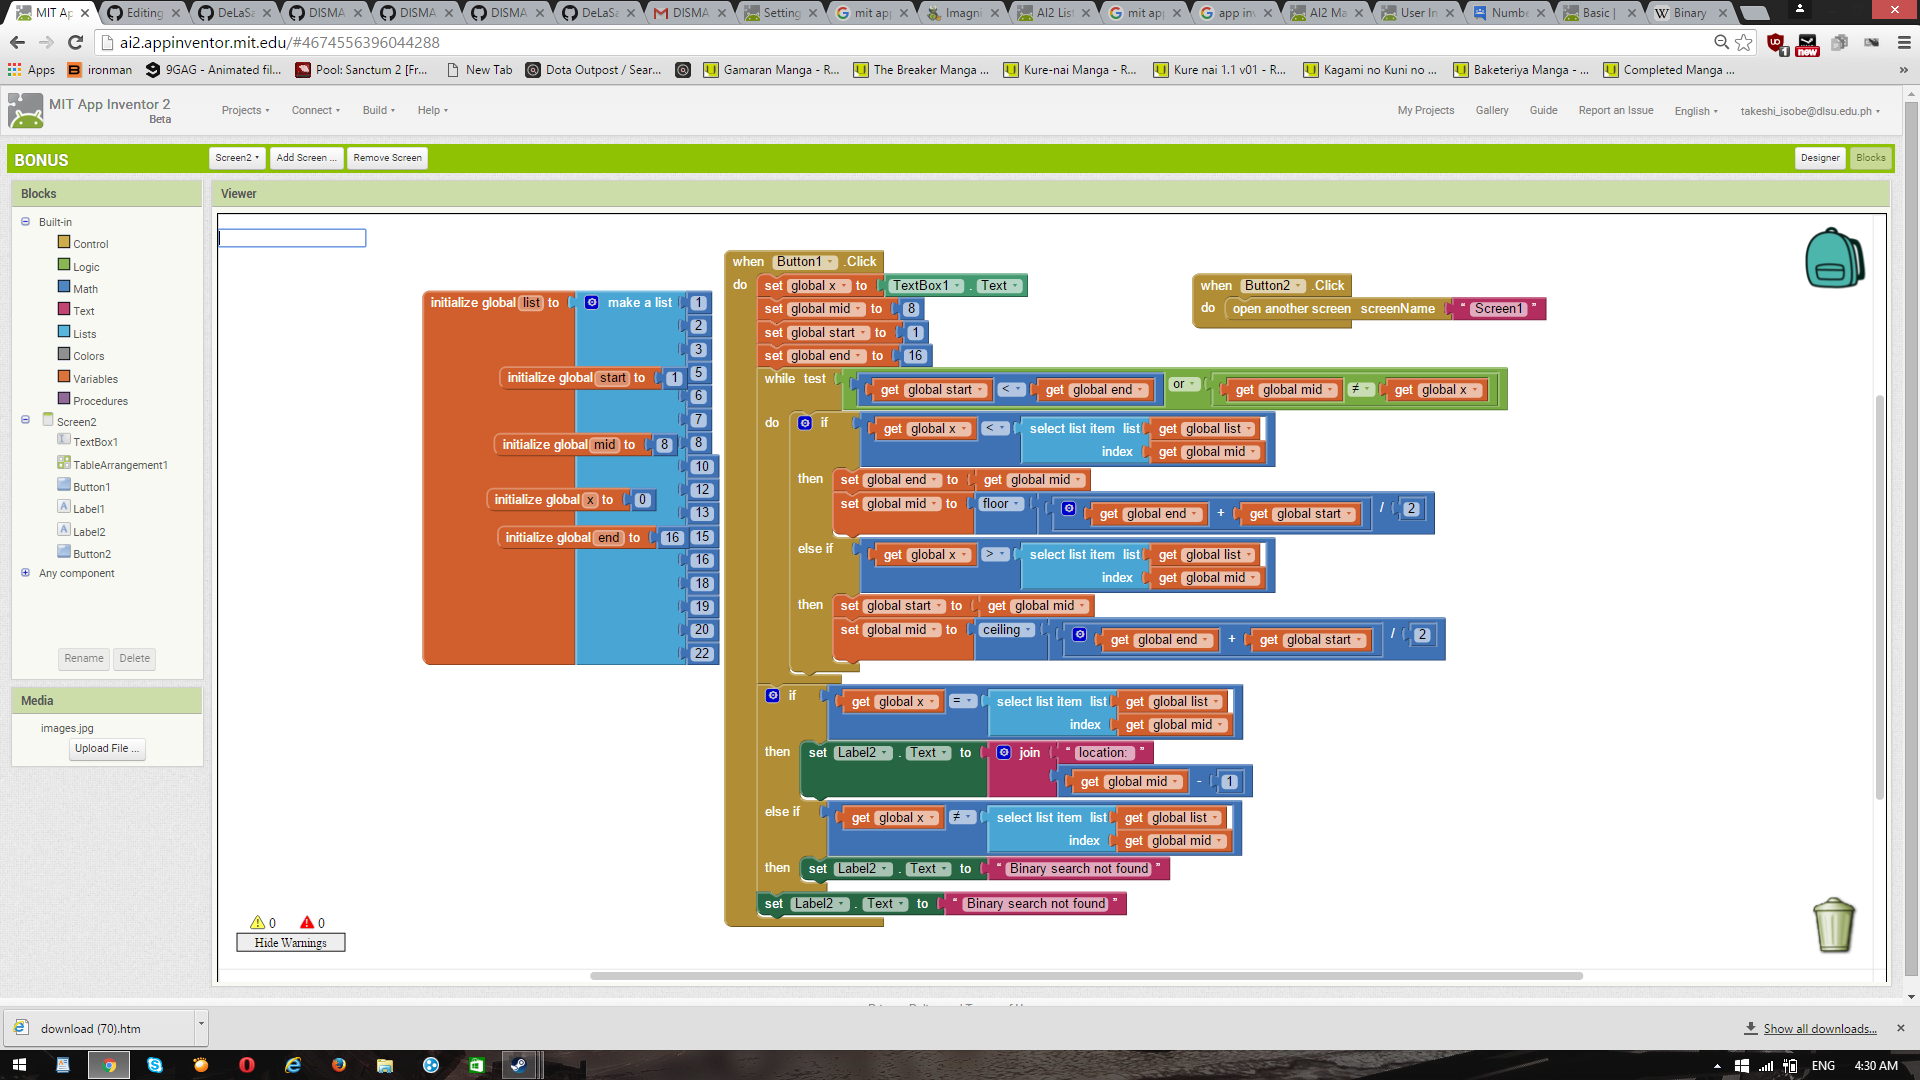 MIT Ap
Editing
DeLaSa
DISMA
DISMA
DISMA
DeLaSa
DISMA
Setting
mit app
Imagni
AI2 List
mit app
app inv
AI2 Ma
User In
Numbe
Basic |
Binary
ai2.appinventor.mit.edu/#4674556396044288
new
Apps
ironman
9GAG - Animated fil...
Pool: Sanctum 2 [Fr...
New Tab
Dota Outpost / Sear...
Gamaran Manga - R...
The Breaker Manga ...
Kure-nai Manga - R...
Kure nai 1.1 v01 - R...
Kagami no Kuni no ...
Baketeriya Manga - ...
Completed Manga ...
»
MIT App Inventor 2
Beta
Projects
Connect
Build
Help
My Projects
Gallery
Guide
Report an Issue
English
takeshi_isobe@dlsu.edu.ph
BONUS
Screen2
Add Screen ...
Remove Screen
Designer
Blocks
Blocks
Built-in
Control
Logic
Math
Text
Lists
Colors
Variables
Procedures
Screen2
TextBox1
TableArrangement1
Button1
Label1
Label2
Button2
Any component
Rename
Delete
Media
images.jpg
Upload File ...
Viewer
initialize global list to make a list 1
2
3
5
6
7
8
10
12
13
15
16
18
19
20
22
initialize global start to 1
initialize global mid to 8
initialize global x to 0
initialize global end to 16
when Button1 .Click
do set global x to TextBox1 . Text
set global mid to 8
set global start to 1
set global end to 16
while test get global start < get global end or get global mid ≠ get global x
do if get global x < select list item list get global list
index get global mid
then set global end to get global mid
set global mid to floor get global end + get global start / 2
else if get global x > select list item list get global list
index get global mid
then set global start to get global mid
set global mid to ceiling get global end + get global start / 2
if get global x = select list item list get global list
index get global mid
then set Label2 . Text to join " location: "
get global mid - 1
else if get global x ≠ select list item list get global list
index get global mid
then set Label2 . Text to " Binary search not found "
set Label2 . Text to " Binary search not found "
when Button2 .Click
do open another screen screenName " Screen1 "
0
0
Hide Warnings
download (70).htm
Show all downloads...
ENG
4:30 AM